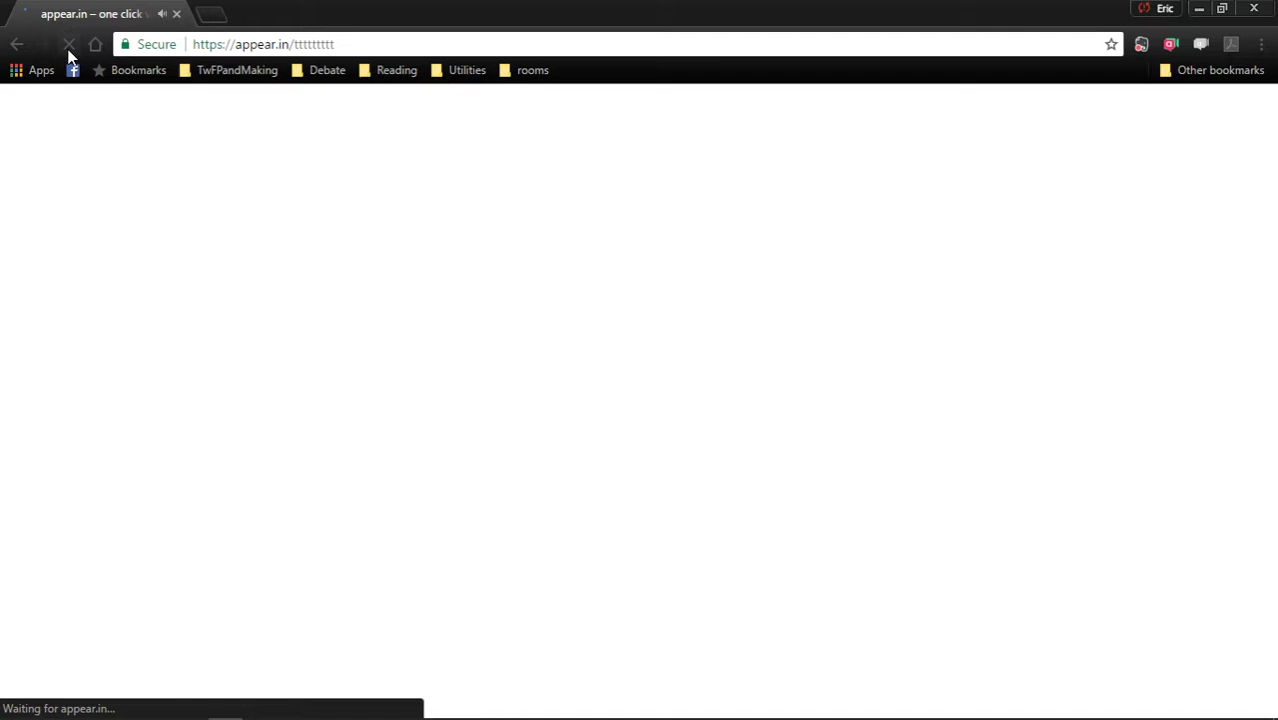 appear.in – one click
Eric
Secure
https://appear.in/ttttttttt
Apps
Bookmarks
TwFPandMaking
Debate
Reading
Utilities
rooms
Other bookmarks
Waiting for appear.in...